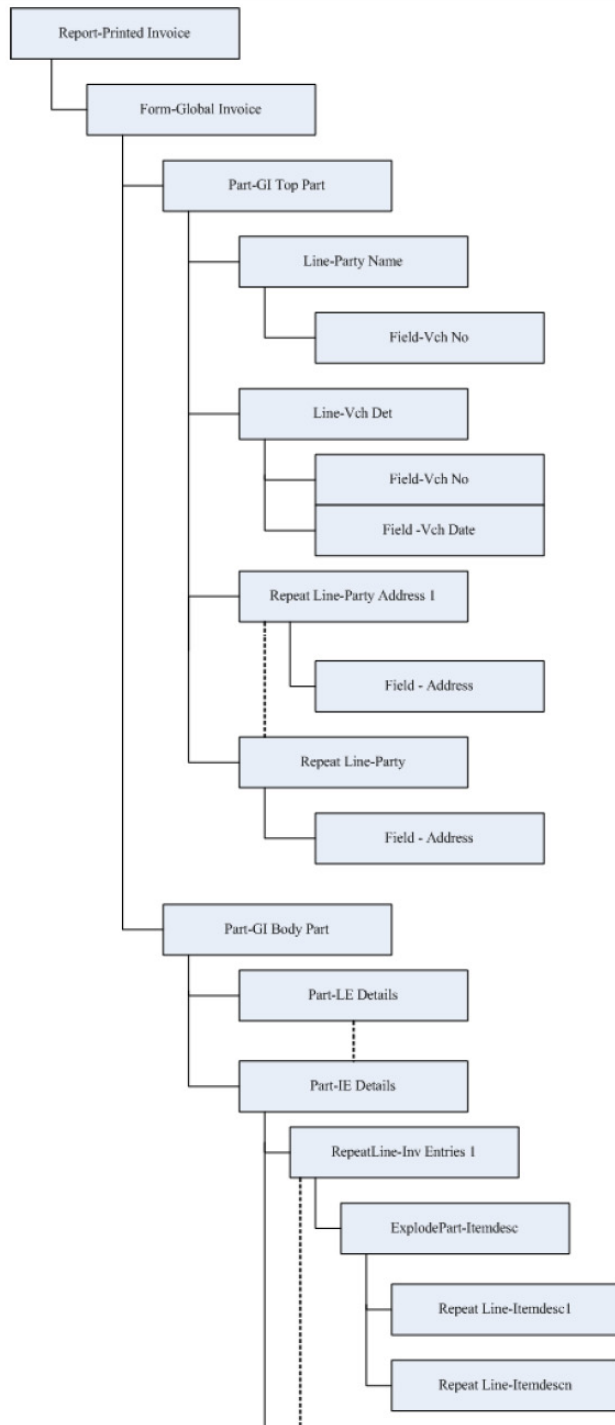 Report-Printed Invoice
Form-Global Invoice
Part-GI Top Part
Line-Party Name
Field-Vch No
Line-Vch Det
Field-Vch No
Field -Vch Date
Repeat Line-Party Address 1
Field - Address
Repeat Line-Party
Field - Address
Part-GI Body Part
Part-LE Details
Part-IE Details
RepeatLine-Inv Entries 1
ExplodePart-Itemdesc
Repeat Line-Itemdesc1
Repeat Line-Itemdescn